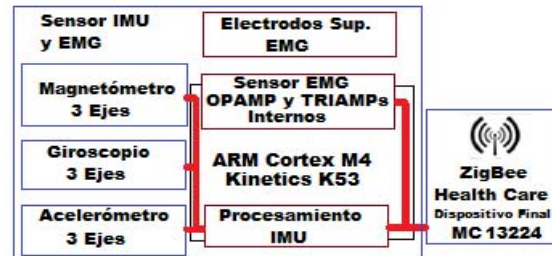 Sensor IMU
y EMG
Electrodos Sup.
EMG
Magnetómetro
3 Ejes
Sensor EMG
OPAMP y TRIAMPs
Internos
Giroscopio
3 Ejes
ARM Cortex M4
Kinetics K53
Acelerómetro
3 Ejes
Procesamiento
IMU
ZigBee
Health Care
Dispositivo Final
MC 13224